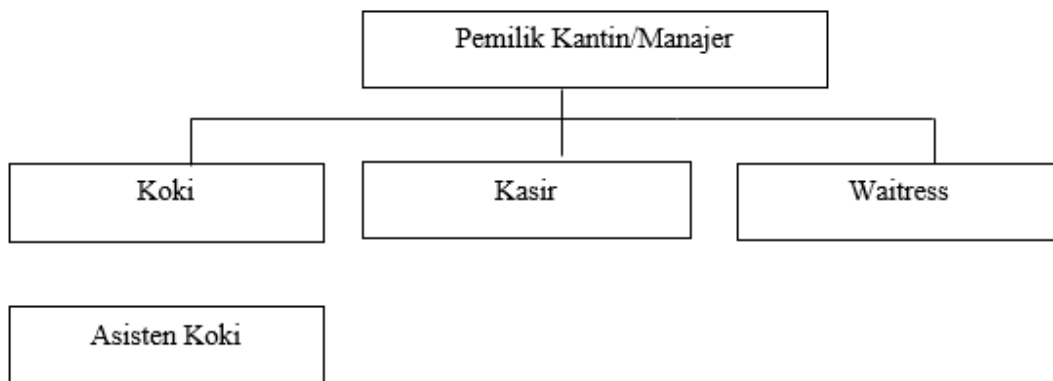 Pemilik Kantin/Manajer
Koki
Kasir
Waitress
Asisten Koki